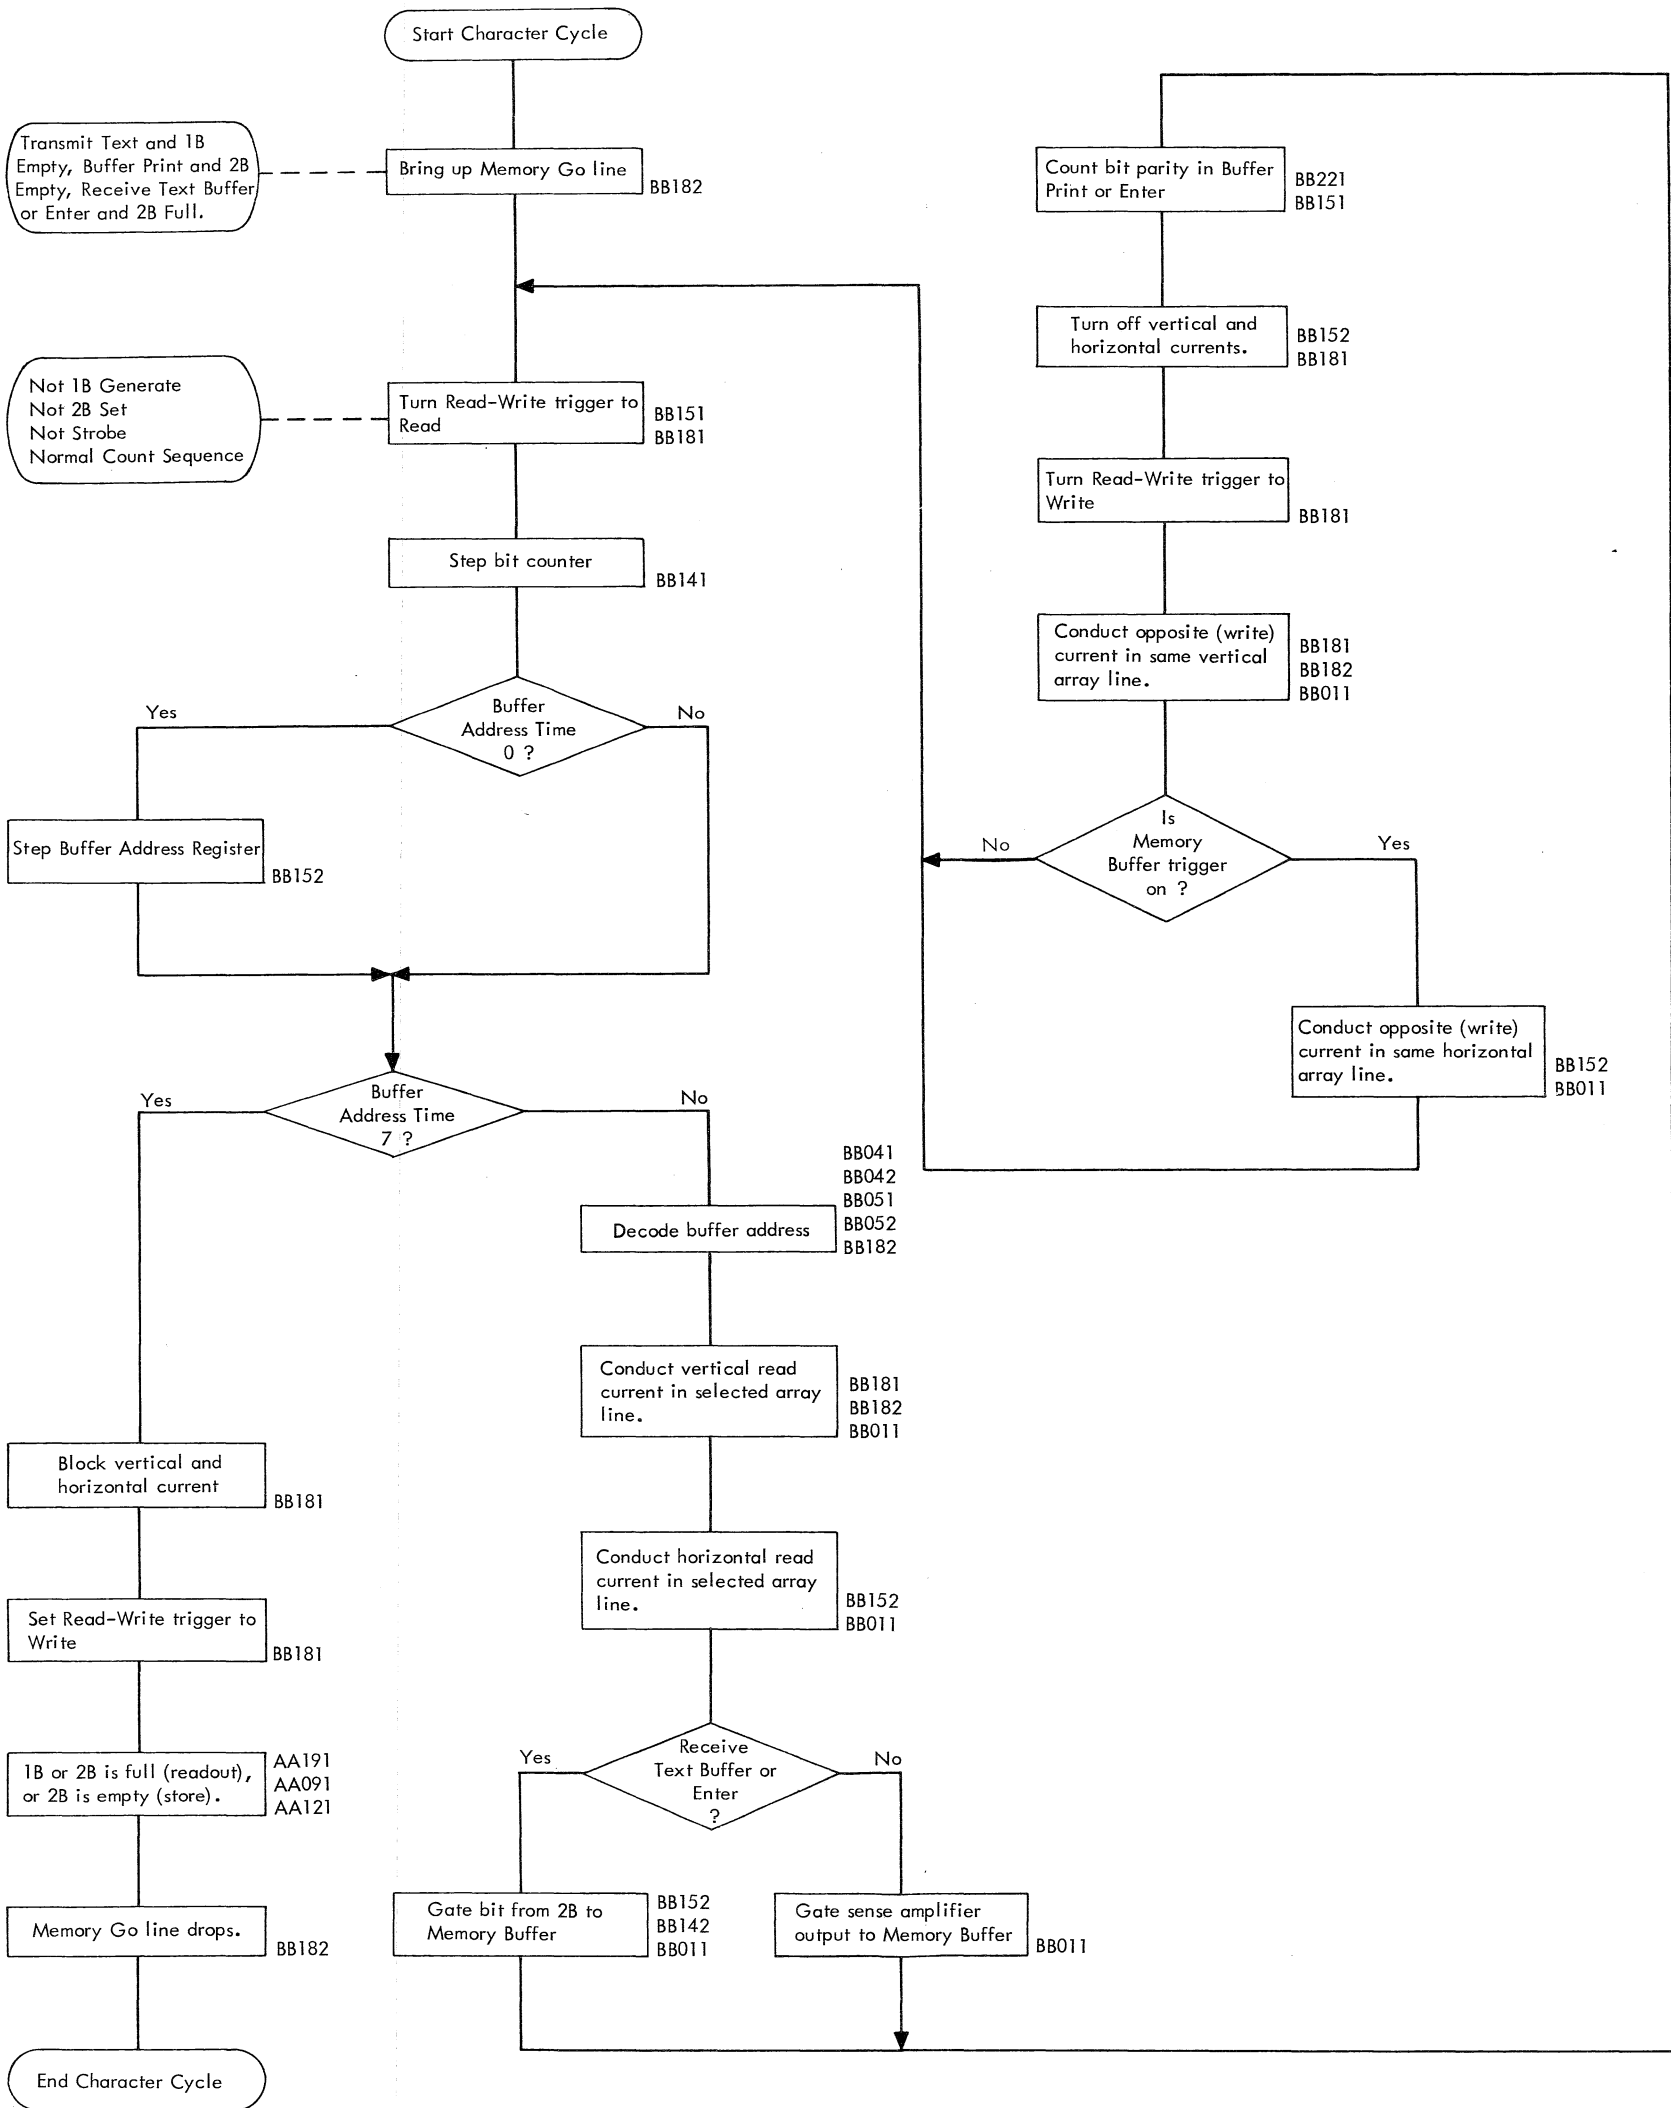 Start Character Cycle
Transmit Text and 1B
Empty, Buffer Print and 2B
Empty, Receive Text Buffer
or Enter and 2B Full.
Bring up Memory Go line
BB182
Not 1B Generate
Not 2B Set
Not Strobe
Normal Count Sequence
Turn Read-Write trigger to
Read
BB151
BB181
Step bit counter
BB141
Buffer
Address Time
0 ?
Yes
No
Step Buffer Address Register
BB152
Buffer
Address Time
7 ?
Yes
No
Block vertical and
horizontal current
BB181
Set Read-Write trigger to
Write
BB181
1B or 2B is full (readout),
or 2B is empty (store).
AA191
AA091
AA121
Memory Go line drops.
BB182
End Character Cycle
Decode buffer address
BB041
BB042
BB051
BB052
BB182
Conduct vertical read
current in selected array
line.
BB181
BB182
BB011
Conduct horizontal read
current in selected array
line.
BB152
BB011
Receive
Text Buffer or
Enter
?
Yes
No
Gate bit from 2B to
Memory Buffer
BB152
BB142
BB011
Gate sense amplifier
output to Memory Buffer
BB011
Count bit parity in Buffer
Print or Enter
BB221
BB151
Turn off vertical and
horizontal currents.
BB152
BB181
Turn Read-Write trigger to
Write
BB181
Conduct opposite (write)
current in same vertical
array line.
BB181
BB182
BB011
Is
Memory
Buffer trigger
on ?
No
Yes
Conduct opposite (write)
current in same horizontal
array line.
BB152
BB011